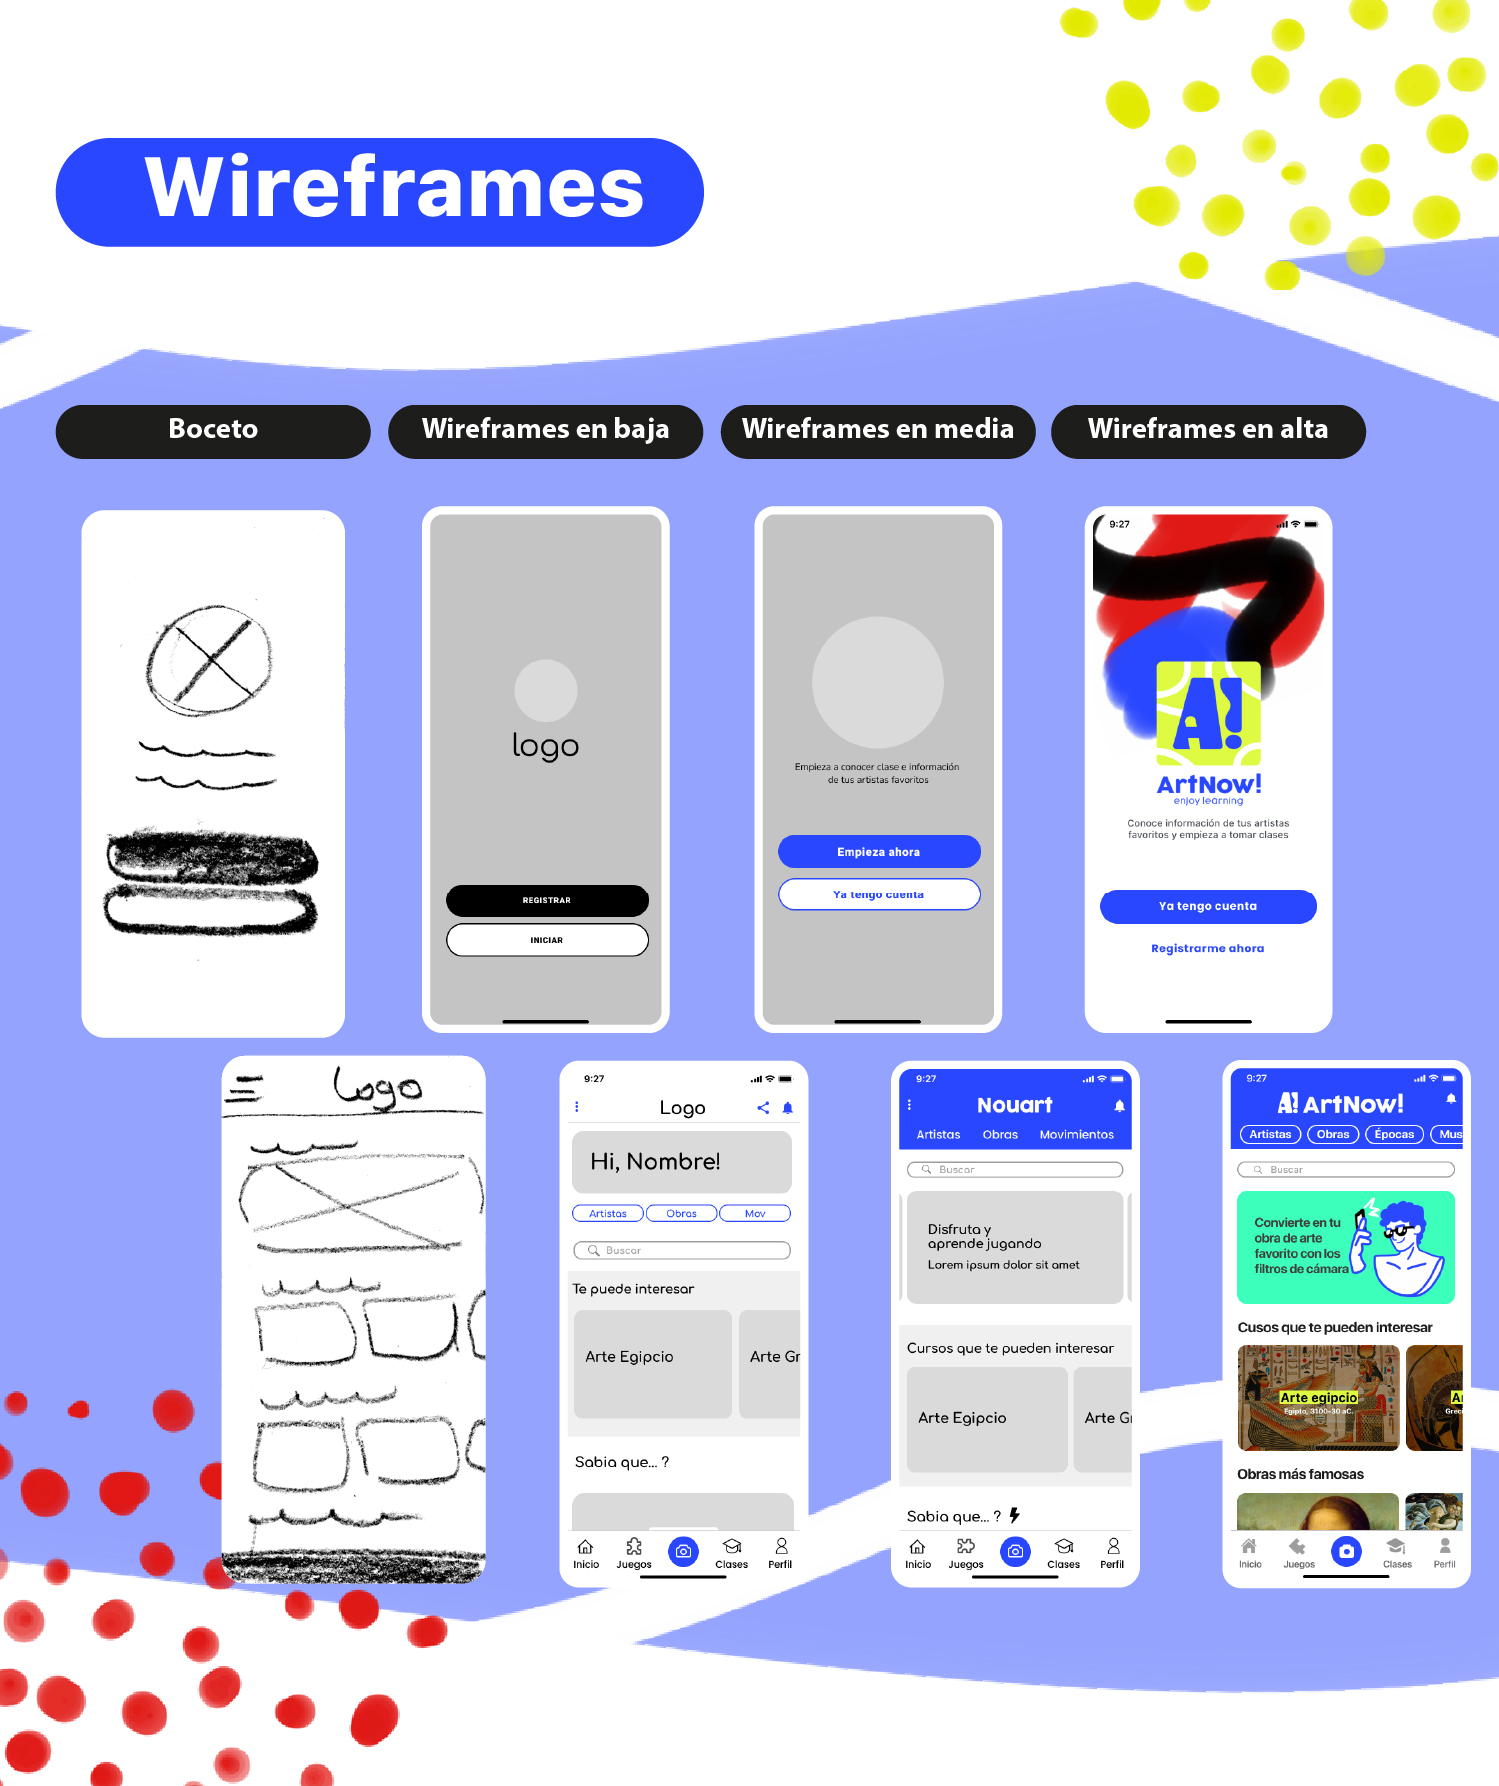 Wireframes
Boceto
Wireframes en baja
Wireframes en media
Wireframes en alta
logo
REGISTRAR
INICIAR
Empieza a conocer clase e información
de tus artistas favoritos
Empieza ahora
Ya tengo cuenta
9:27
A!
ArtNow!
enjoy learning
Conoce información de tus artistas
favoritos y empieza a tomar clases
Ya tengo cuenta
Registrarme ahora
Logo
9:27
Logo
Hi, Nombre!
Artistas
Obras
Mov
Buscar
Te puede interesar
Arte Egipcio
Arte Gr
Sabia que... ?
Inicio
Juegos
Clases
Perfil
9:27
Nouart
Artistas
Obras
Movimientos
Buscar
Disfruta y
aprende jugando
Lorem ipsum dolor sit amet
Cursos que te pueden interesar
Arte Egipcio
Arte Gr
Sabia que... ?
Inicio
Juegos
Clases
Perfil
9:27
A! ArtNow!
Artistas
Obras
Épocas
Mus
Buscar
Convierte en tu
obra de arte
favorito con los
filtros de cámara
Cusos que te pueden interesar
Arte egipcio
Egipto, 3100-30 aC.
A
Greci
Obras más famosas
Inicio
Juegos
Clases
Perfil